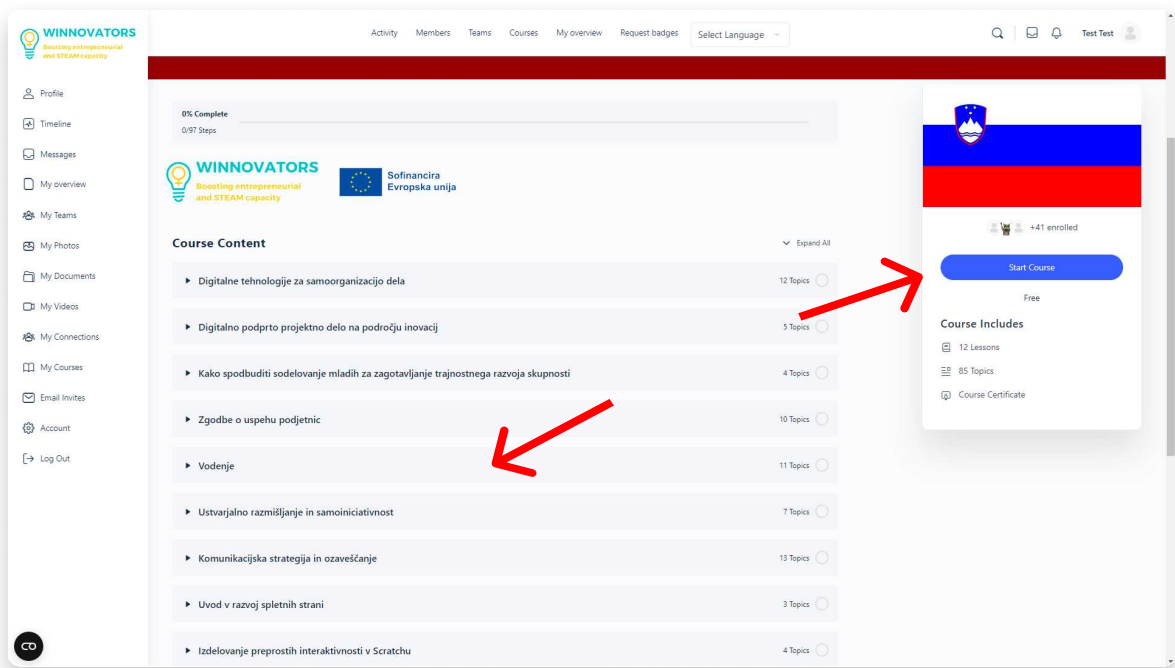 WINNOVATORS
Boosting entrepreneurial
and STEAM capacity
Activity Members Teams Courses My overview Request badges Select Language
Test Test
Profile
Timeline
Messages
My overview
My Teams
My Photos
My Documents
My Videos
My Connections
My Courses
Email Invites
Account
Log Out
0% Complete
0/97 Steps
WINNOVATORS
Boosting entrepreneurial
and STEAM capacity
Sofinancira
Evropska unija
Course Content Expand All
Digitalne tehnologije za samoorganizacijo dela 12 Topics
Digitalno podprto projektno delo na področju inovacij 5 Topics
Kako spodbuditi sodelovanje mladih za zagotavljanje trajnostnega razvoja skupnosti 4 Topics
Zgodbe o uspehu podjetnic 10 Topics
Vodenje 11 Topics
Ustvarjalno razmišljanje in samoiniciativnost 7 Topics
Komunikacijska strategija in ozaveščanje 13 Topics
Uvod v razvoj spletnih strani 3 Topics
Izdelovanje preprostih interaktivnosti v Scratchu 4 Topics
+41 enrolled
Start Course
Free
Course Includes
12 Lessons
85 Topics
Course Certificate